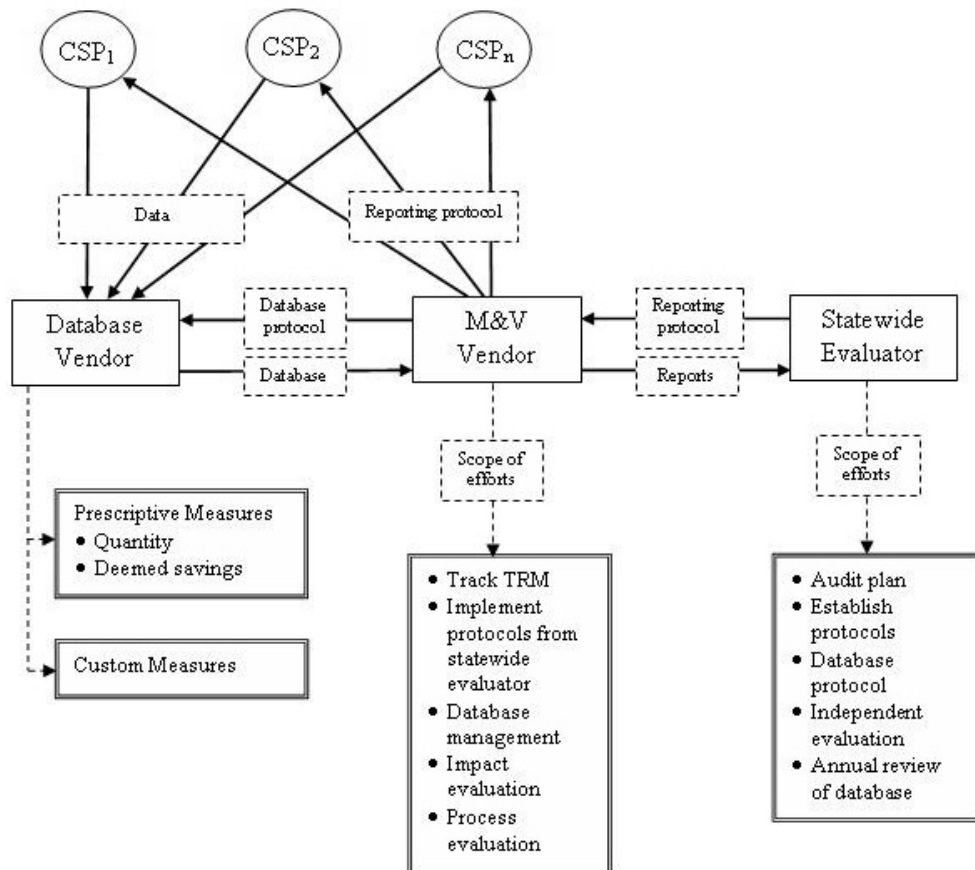 CSP₁
CSP₂
CSPₙ
Data
Reporting protocol
Database
Vendor
Database
protocol
Database
M&V
Vendor
Reporting
protocol
Reports
Statewide
Evaluator
Scope of
efforts
Scope of
efforts
Prescriptive Measures
• Quantity
• Deemed savings
Custom Measures
• Track TRM
• Implement
protocols from
statewide
evaluator
• Database
management
• Impact
evaluation
• Process
evaluation
• Audit plan
• Establish
protocols
• Database
protocol
• Independent
evaluation
• Annual review
of database